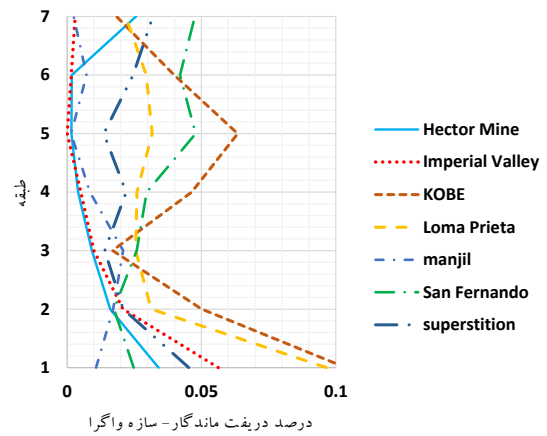 7
6
5
4
3
2
1
طبقه
0
0.05
0.1
درصد دریفت ماندگار- سازه واگرا
Hector Mine
Imperial Valley
KOBE
Loma Prieta
manjil
San Fernando
superstition